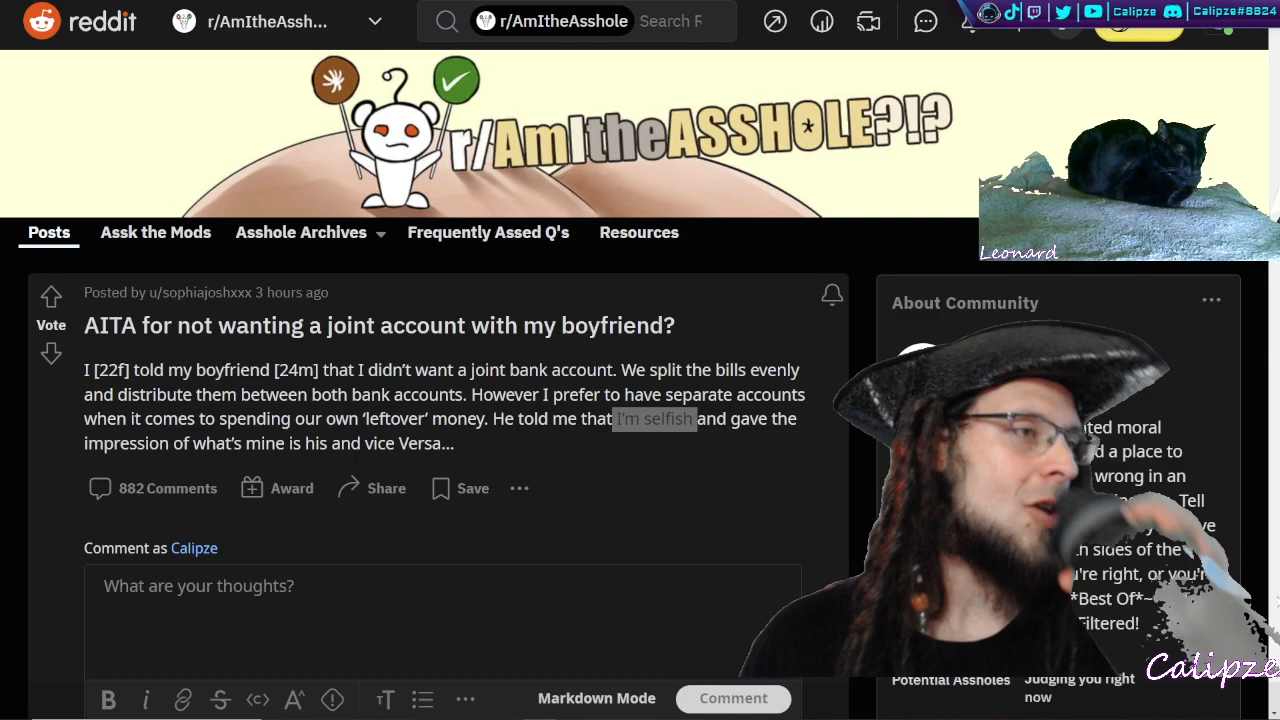 reddit
r/AmItheAssh...
r/AmItheAsshole
Search F
Calipze
Calipze#8824
r/AmItheASSHOLE?!?
Leonard
Posts
Assk the Mods
Asshole Archives
Frequently Assed Q's
Resources
Posted by u/sophiajoshxxx 3 hours ago
Vote
AITA for not wanting a joint account with my boyfriend?
I [22f] told my boyfriend [24m] that I didn't want a joint bank account. We split the bills evenly
and distribute them between both bank accounts. However I prefer to have separate accounts
when it comes to spending our own 'leftover' money. He told me that I'm selfish and gave the
impression of what's mine is his and vice Versa...
882 Comments
Award
Share
Save
Comment as Calipze
What are your thoughts?
B i
Markdown Mode
Comment
About Community
moral
d a place to
wrong in an
Tell
sides of the
're right, or you'r
*Best Of*
Filtered!
Calipze
Potential Assholes
Judging you right
now